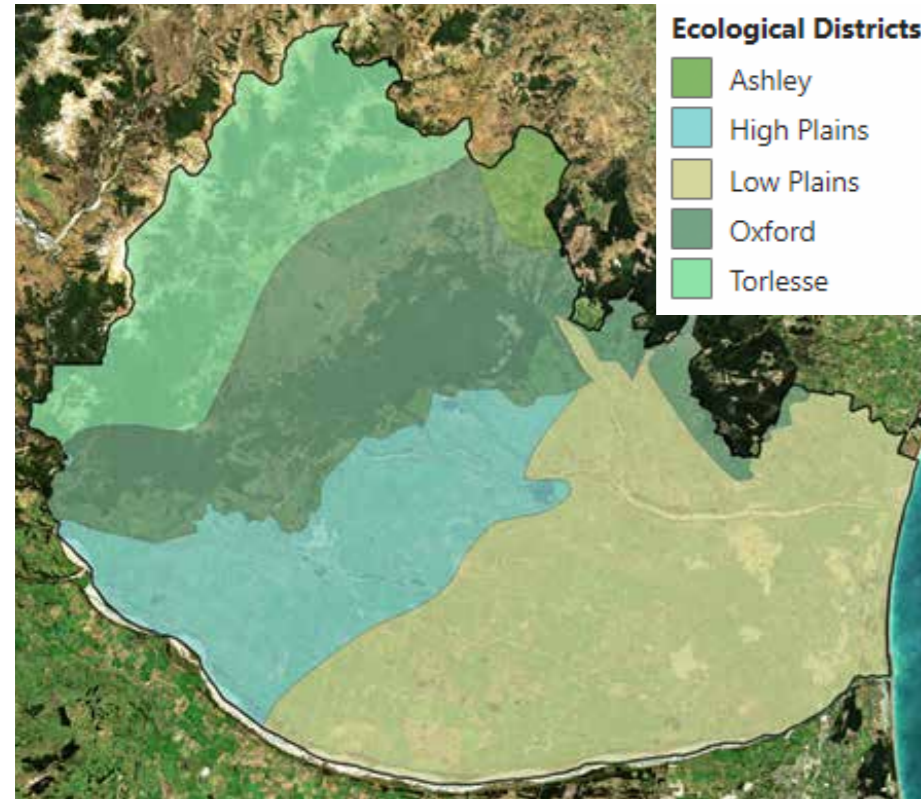 Ecological Districts
Ashley
High Plains
Low Plains
Oxford
Torlesse